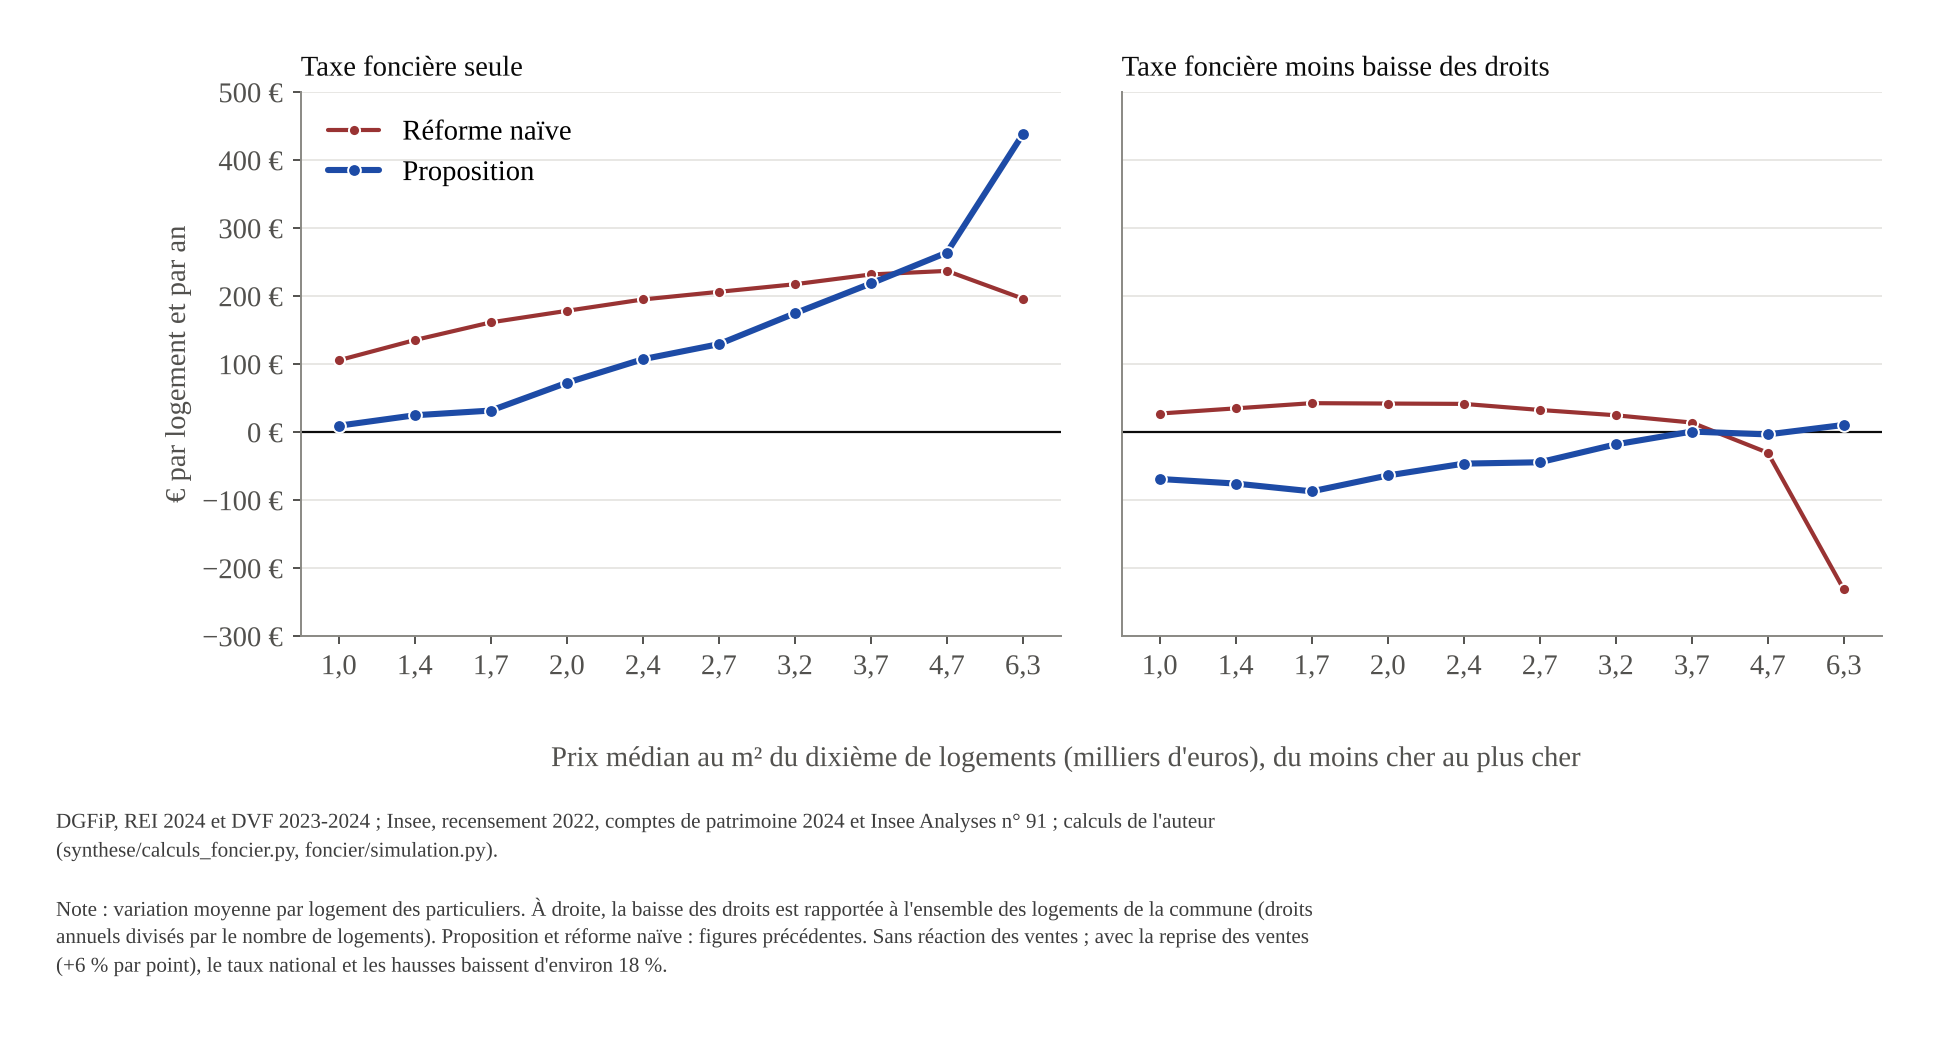 Taxe foncière seule
Taxe foncière moins baisse des droits
Réforme naïve
Proposition
500 €
400 €
300 €
200 €
100 €
0 €
−100 €
−200 €
−300 €
€ par logement et par an
1,0 1,4 1,7 2,0 2,4 2,7 3,2 3,7 4,7 6,3
1,0 1,4 1,7 2,0 2,4 2,7 3,2 3,7 4,7 6,3
Prix médian au m² du dixième de logements (milliers d'euros), du moins cher au plus cher
DGFiP, REI 2024 et DVF 2023-2024 ; Insee, recensement 2022, comptes de patrimoine 2024 et Insee Analyses n° 91 ; calculs de l'auteur
(synthese/calculs_foncier.py, foncier/simulation.py).
Note : variation moyenne par logement des particuliers. À droite, la baisse des droits est rapportée à l'ensemble des logements de la commune (droits
annuels divisés par le nombre de logements). Proposition et réforme naïve : figures précédentes. Sans réaction des ventes ; avec la reprise des ventes
(+6 % par point), le taux national et les hausses baissent d'environ 18 %.